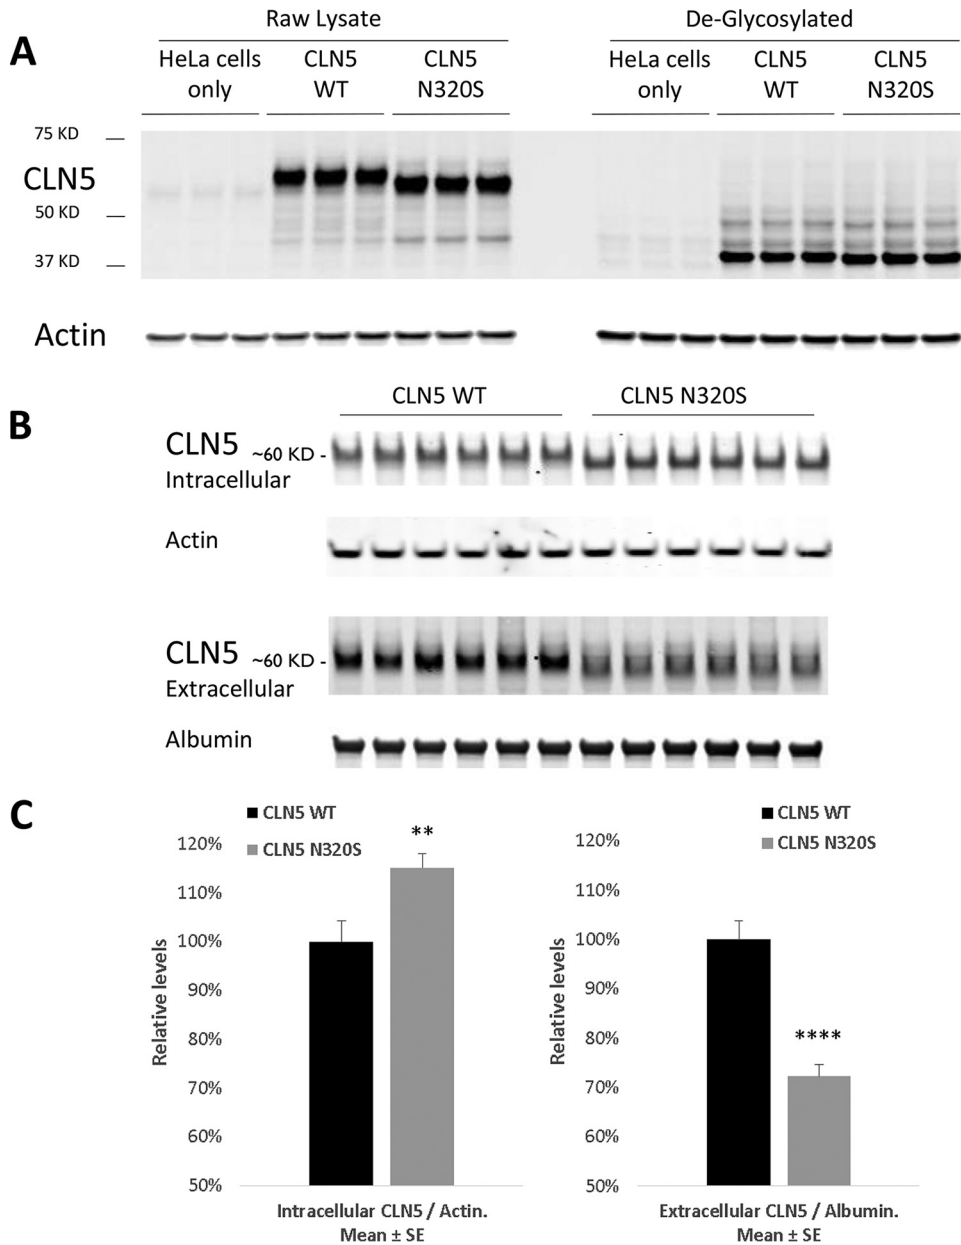 A
Raw Lysate
De-Glycosylated
HeLa cells
only
CLN5
WT
CLN5
N320S
HeLa cells
only
CLN5
WT
CLN5
N320S
75 KD
CLN5
50 KD
37 KD
Actin
B
CLN5 WT
CLN5 N320S
CLN5 ~60 KD -
Intracellular
Actin
CLN5 ~60 KD -
Extracellular
Albumin
C
CLN5 WT
CLN5 N320S
**
120%
110%
100%
90%
80%
70%
60%
50%
Relative levels
Intracellular CLN5 / Actin.
Mean ± SE
CLN5 WT
CLN5 N320S
****
120%
110%
100%
90%
80%
70%
60%
50%
Relative levels
Extracellular CLN5 / Albumin.
Mean ± SE